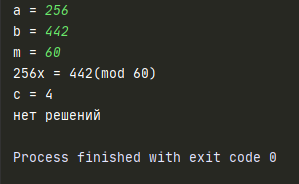 a = 256
b = 442
m = 60
256x = 442(mod 60)
c = 4
нет решений
Process finished with exit code 0